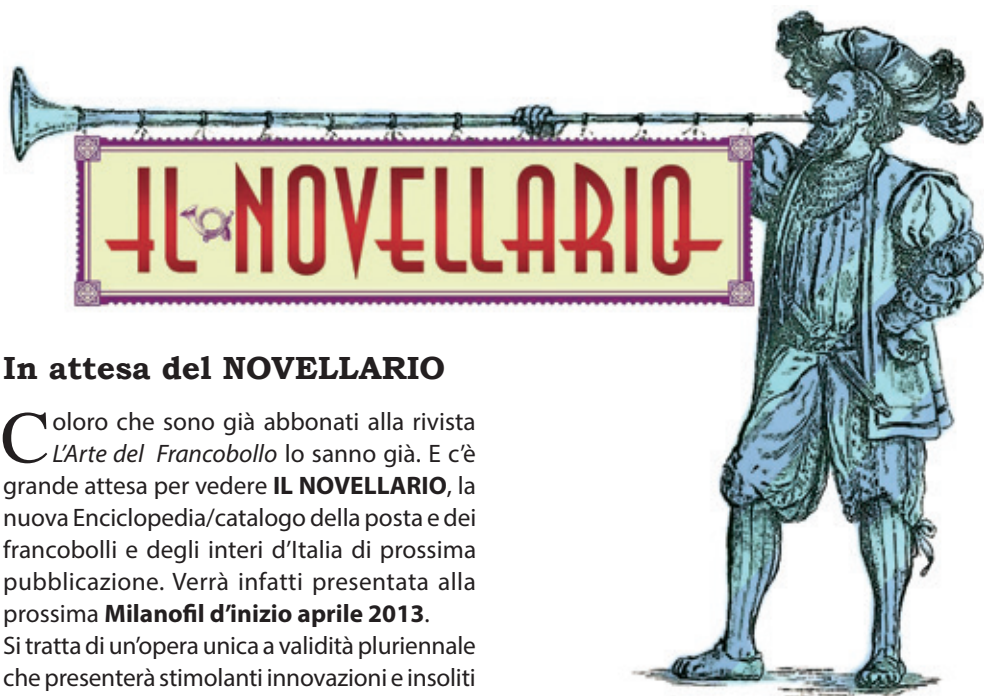 IL NOVELLARIO
In attesa del NOVELLARIO
Coloro che sono già abbonati alla rivista
L'Arte del Francobollo lo sanno già. E c'è
grande attesa per vedere IL NOVELLARIO, la
nuova Enciclopedia/catalogo della posta e dei
francobolli e degli interi d'Italia di prossima
pubblicazione. Verrà infatti presentata alla
prossima Milanofil d'inizio aprile 2013.
Si tratta di un'opera unica a validità pluriennale
che presenterà stimolanti innovazioni e insoliti